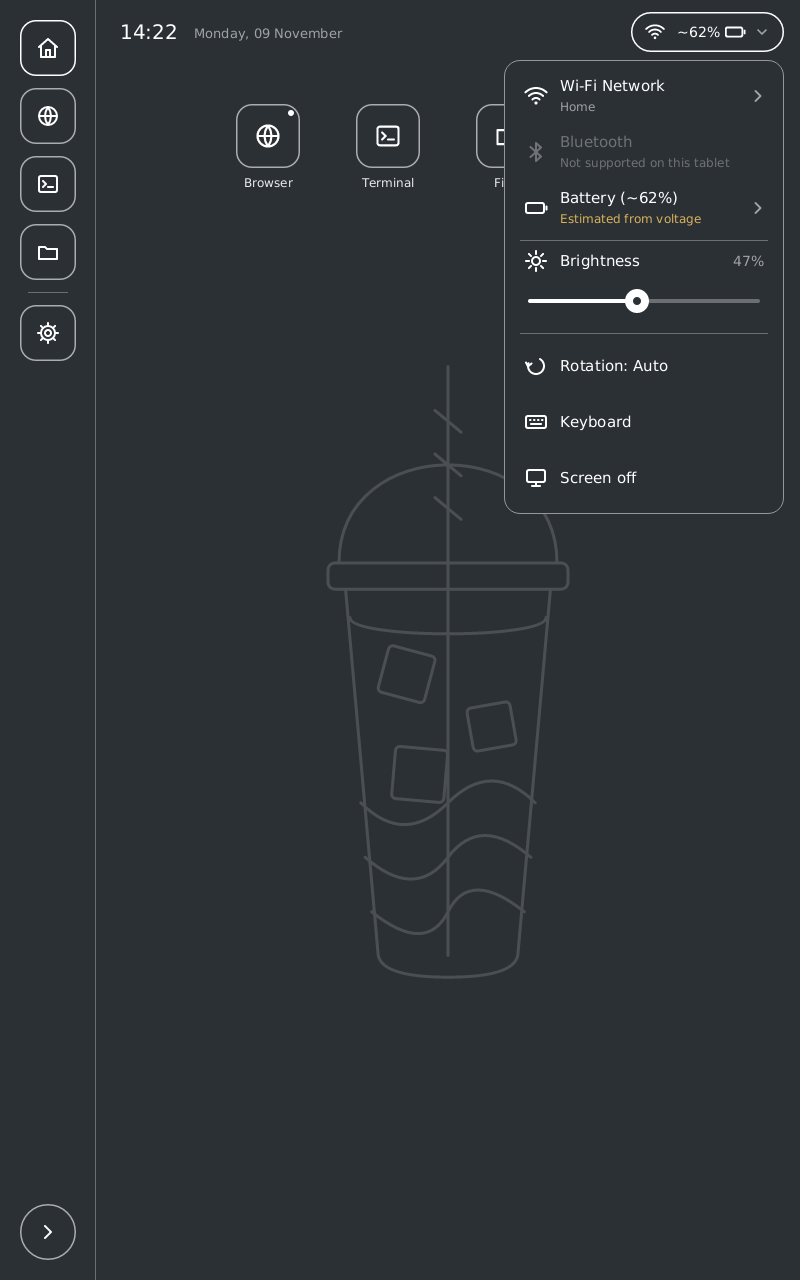 14:22 Monday, 09 November
~62%
Browser
Terminal
Fi
Wi-Fi Network
Home
Bluetooth
Not supported on this tablet
Battery (~62%)
Estimated from voltage
Brightness 47%
Rotation: Auto
Keyboard
Screen off